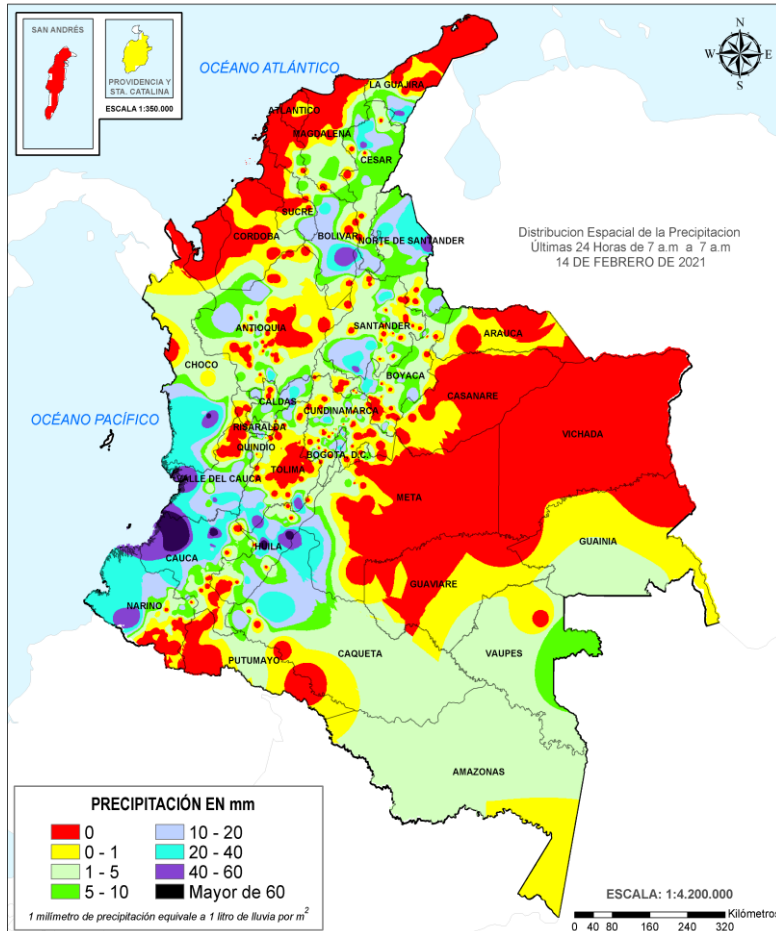 SAN ANDRÉS
PROVIDENCIA Y
STA. CATALINA
ESCALA 1:350.000
OCÉANO ATLÁNTICO
N
W E
S
LA GUAJIRA
ATLANTICO
MAGDALENA
CESAR
SUCRE
CORDOBA
BOLIVAR
NORTE DE SANTANDER
Distribucion Espacial de la Precipitacion
Últimas 24 Horas de 7 a.m a 7 a.m
14 DE FEBRERO DE 2021
ANTIOQUIA
SANTANDER
ARAUCA
CHOCO
BOYACA
CASANARE
OCÉANO PACÍFICO
CALDAS
CUNDINAMARCA
RISARALDA
VICHADA
QUINDIO
BOGOTA, D.C.
TOLIMA
VALLE DEL CAUCA
META
GUAINIA
HUILA
CAUCA
GUAVIARE
NARIÑO
CAQUETA
VAUPES
PUTUMAYO
AMAZONAS
PRECIPITACIÓN EN mm
0
0 - 1
1 - 5
5 - 10
10 - 20
20 - 40
40 - 60
Mayor de 60
1 milímetro de precipitación equivale a 1 litro de lluvia por m²
ESCALA: 1:4.200.000
Kilómetros
0 40 80 160 240 320